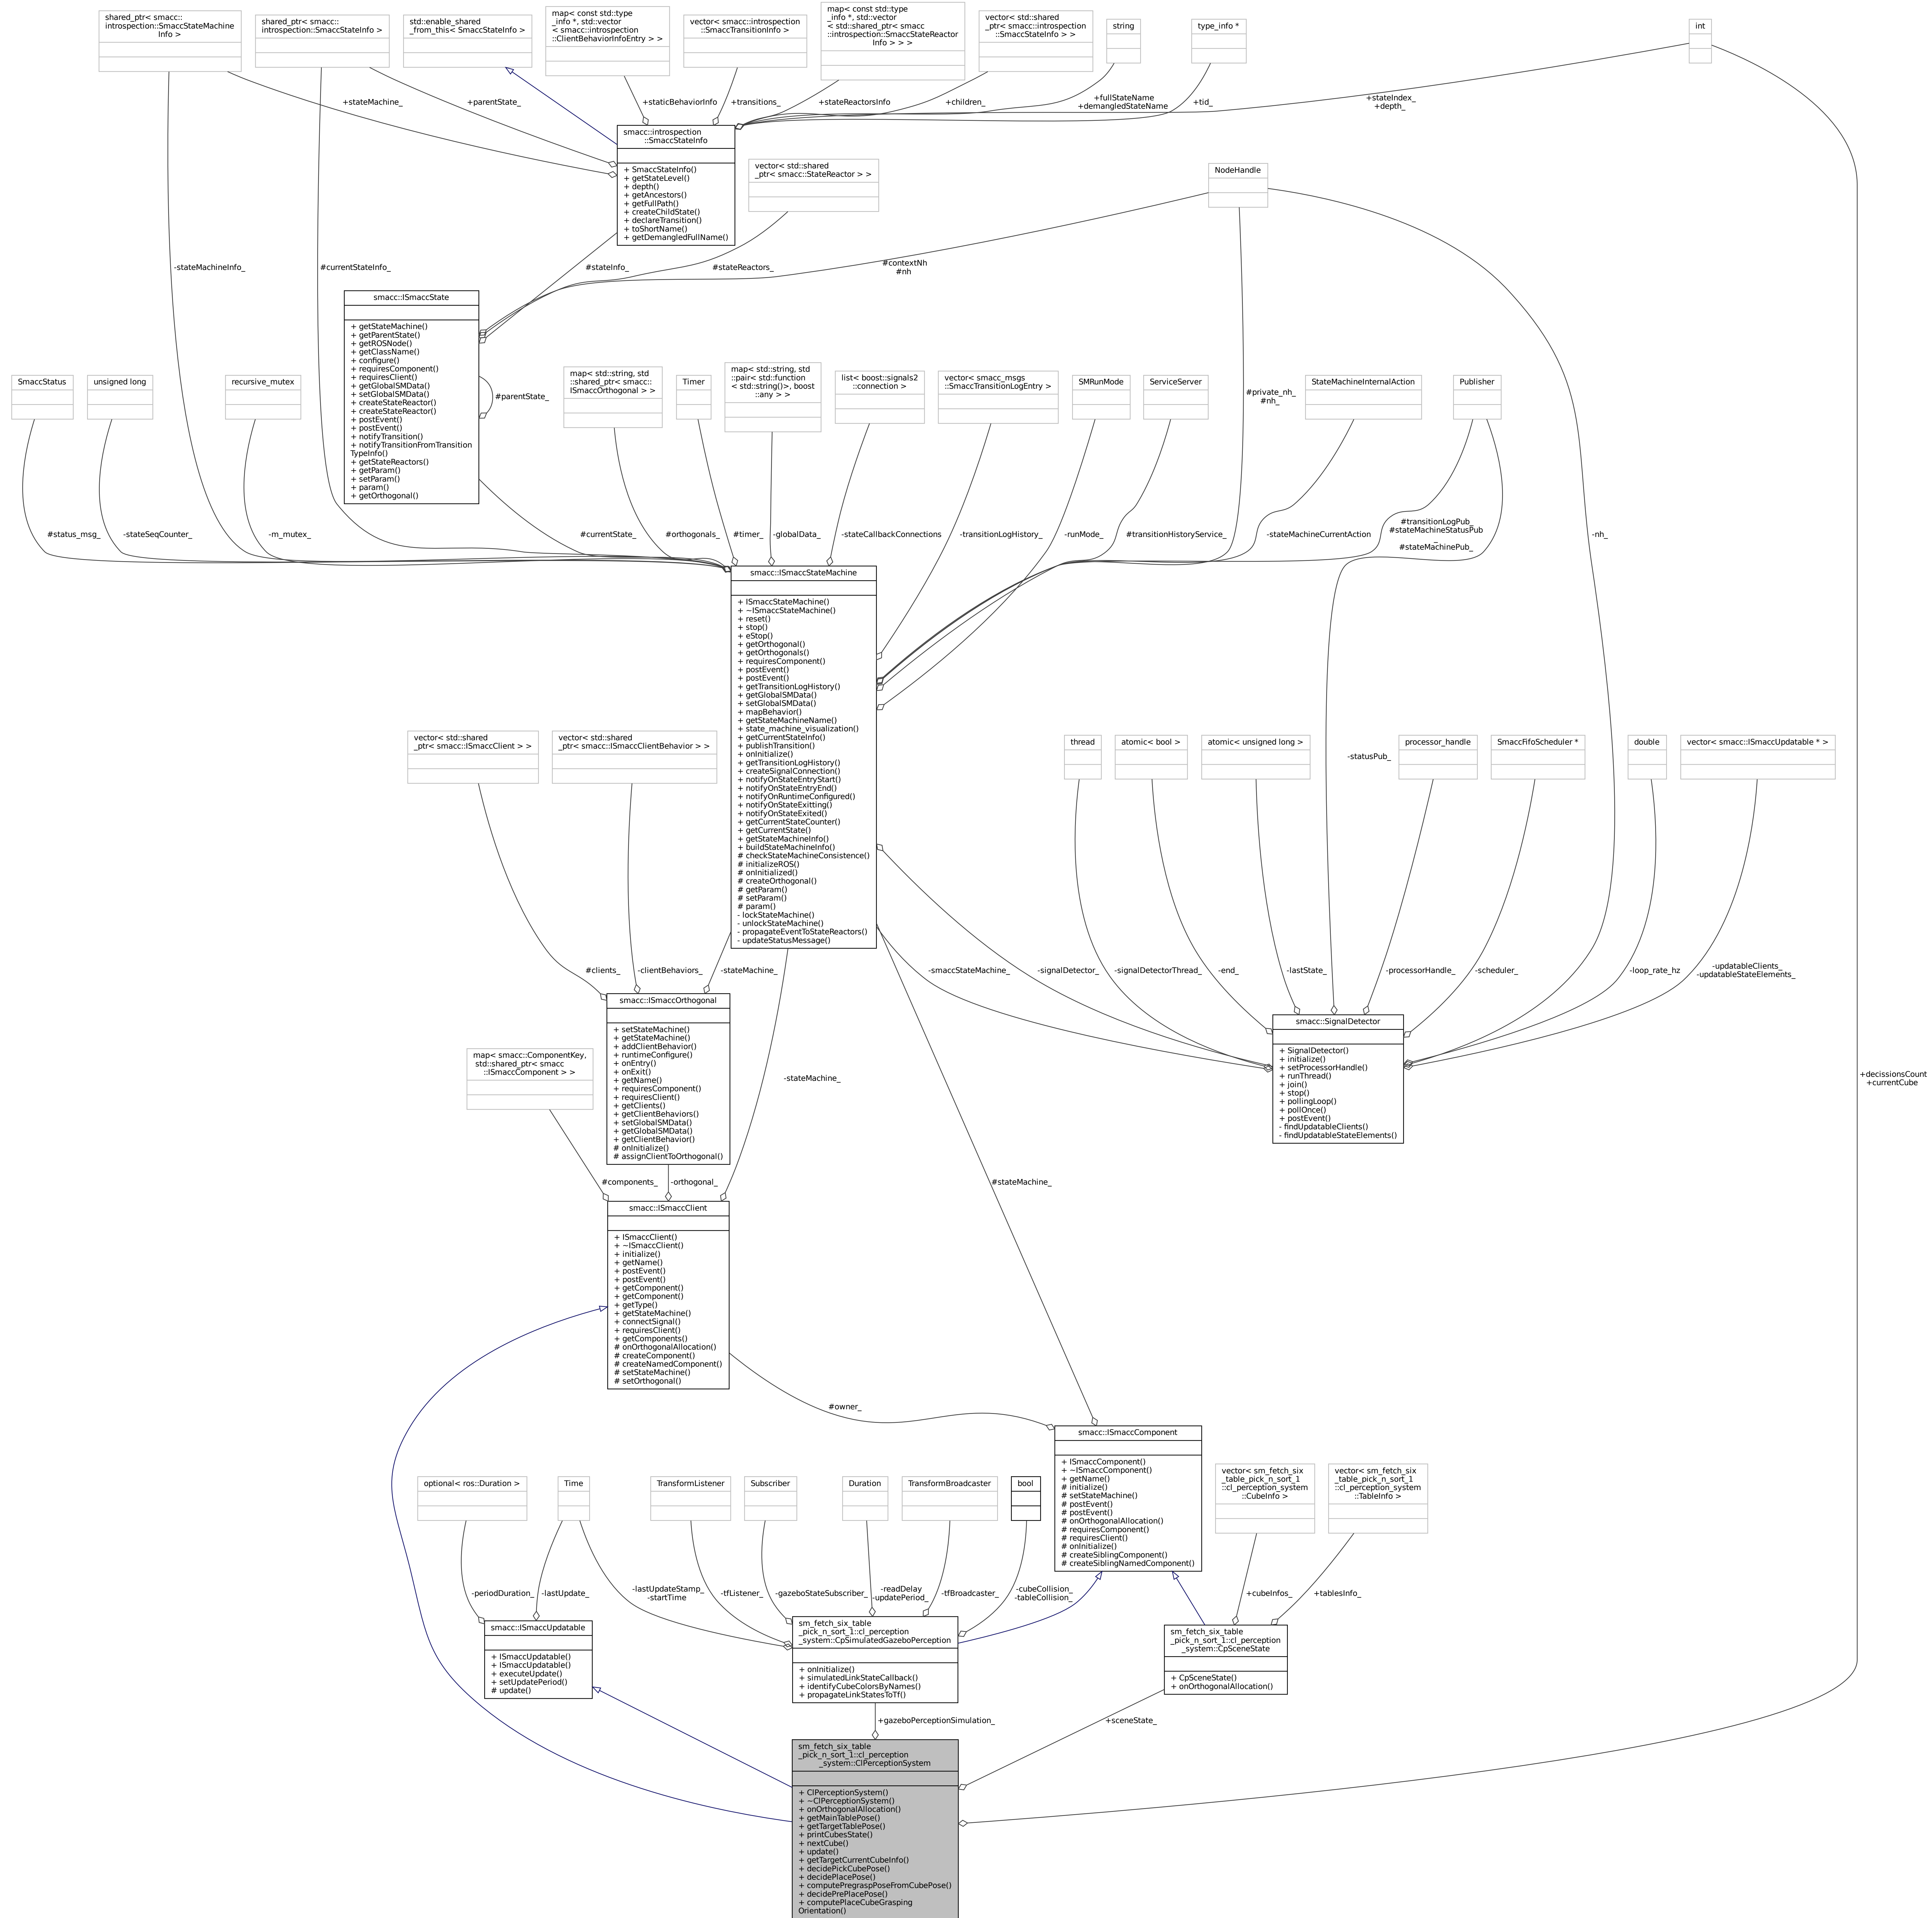 shared_ptr< smacc::
introspection::SmaccStateMachine
Info >
shared_ptr< smacc::
introspection::SmaccStateInfo >
std::enable_shared
_from_this< SmaccStateInfo >
map< const std::type
_info *, std::vector
< smacc::introspection
::ClientBehaviorInfoEntry > >
vector< smacc::introspection
::SmaccTransitionInfo >
map< const std::type
_info *, std::vector
< std::shared_ptr< smacc
::introspection::SmaccStateReactor
Info > > >
vector< std::shared
_ptr< smacc::introspection
::SmaccStateInfo > >
string
type_info *
int
+stateMachine_
+parentState_
+staticBehaviorInfo
+transitions_
+stateReactorsInfo
+children_
+fullStateName
+demangledStateName
+tid_
+stateIndex_
+depth_
smacc::introspection
::SmaccStateInfo
+ SmaccStateInfo()
+ getStateLevel()
+ depth()
+ getAncestors()
+ getFullPath()
+ createChildState()
+ declareTransition()
+ toShortName()
+ getDemangledFullName()
vector< std::shared
_ptr< smacc::StateReactor > >
NodeHandle
-stateMachineInfo_
#currentStateInfo_
#stateInfo_
#stateReactors_
#contextNh
#nh
smacc::ISmaccState
+ getStateMachine()
+ getParentState()
+ getROSNode()
+ getClassName()
+ configure()
+ requiresComponent()
+ requiresClient()
+ getGlobalSMData()
+ setGlobalSMData()
+ createStateReactor()
+ createStateReactor()
+ postEvent()
+ postEvent()
+ notifyTransition()
+ notifyTransitionFromTransition
TypeInfo()
+ getStateReactors()
+ getParam()
+ setParam()
+ param()
+ getOrthogonal()
#parentState_
SmaccStatus
unsigned long
recursive_mutex
map< std::string, std
::shared_ptr< smacc::
ISmaccOrthogonal > >
Timer
map< std::string, std
::pair< std::function
< std::string()>, boost
::any > >
list< boost::signals2
::connection >
vector< smacc_msgs
::SmaccTransitionLogEntry >
SMRunMode
ServiceServer
#private_nh_
#nh_
StateMachineInternalAction
Publisher
#status_msg_
-stateSeqCounter_
-m_mutex_
#currentState_
#orthogonals_
#timer_
-globalData_
-stateCallbackConnections
-transitionLogHistory_
-runMode_
#transitionHistoryService_
-stateMachineCurrentAction
#transitionLogPub_
#stateMachineStatusPub
_
#stateMachinePub_
-nh_
smacc::ISmaccStateMachine
+ ISmaccStateMachine()
+ ~ISmaccStateMachine()
+ reset()
+ stop()
+ eStop()
+ getOrthogonal()
+ getOrthogonals()
+ requiresComponent()
+ postEvent()
+ postEvent()
+ getTransitionLogHistory()
+ getGlobalSMData()
+ setGlobalSMData()
+ mapBehavior()
+ getStateMachineName()
+ state_machine_visualization()
+ getCurrentStateInfo()
+ publishTransition()
+ onInitialize()
+ getTransitionLogHistory()
+ createSignalConnection()
+ notifyOnStateEntryStart()
+ notifyOnStateEntryEnd()
+ notifyOnRuntimeConfigured()
+ notifyOnStateExitting()
+ notifyOnStateExited()
+ getCurrentStateCounter()
+ getCurrentState()
+ getStateMachineInfo()
+ buildStateMachineInfo()
# checkStateMachineConsistence()
# initializeROS()
# onInitialized()
# createOrthogonal()
# getParam()
# setParam()
# param()
- lockStateMachine()
- unlockStateMachine()
- propagateEventToStateReactors()
- updateStatusMessage()
vector< std::shared
_ptr< smacc::ISmaccClient > >
vector< std::shared
_ptr< smacc::ISmaccClientBehavior > >
thread
atomic< bool >
atomic< unsigned long >
-statusPub_
processor_handle
SmaccFifoScheduler *
double
vector< smacc::ISmaccUpdatable * >
#clients_
-clientBehaviors_
-stateMachine_
-smaccStateMachine_
-signalDetector_
-signalDetectorThread_
-end_
-lastState_
-processorHandle_
-scheduler_
-loop_rate_hz
-updatableClients_
-updatableStateElements_
smacc::ISmaccOrthogonal
+ setStateMachine()
+ getStateMachine()
+ addClientBehavior()
+ runtimeConfigure()
+ onEntry()
+ onExit()
+ getName()
+ requiresComponent()
+ requiresClient()
+ getClients()
+ getClientBehaviors()
+ setGlobalSMData()
+ getGlobalSMData()
+ getClientBehavior()
# onInitialize()
# assignClientToOrthogonal()
smacc::SignalDetector
+ SignalDetector()
+ initialize()
+ setProcessorHandle()
+ runThread()
+ join()
+ stop()
+ pollingLoop()
+ pollOnce()
+ postEvent()
- findUpdatableClients()
- findUpdatableStateElements()
map< smacc::ComponentKey,
std::shared_ptr< smacc
::ISmaccComponent > >
-stateMachine_
+decissionsCount
+currentCube
#components_
-orthogonal_
#stateMachine_
smacc::ISmaccClient
+ ISmaccClient()
+ ~ISmaccClient()
+ initialize()
+ getName()
+ postEvent()
+ postEvent()
+ getComponent()
+ getComponent()
+ getType()
+ getStateMachine()
+ connectSignal()
+ requiresClient()
+ getComponents()
# onOrthogonalAllocation()
# createComponent()
# createNamedComponent()
# setStateMachine()
# setOrthogonal()
#owner_
smacc::ISmaccComponent
+ ISmaccComponent()
+ ~ISmaccComponent()
+ getName()
# initialize()
# setStateMachine()
# postEvent()
# postEvent()
# onOrthogonalAllocation()
# requiresComponent()
# requiresClient()
# onInitialize()
# createSiblingComponent()
# createSiblingNamedComponent()
optional< ros::Duration >
Time
TransformListener
Subscriber
Duration
TransformBroadcaster
bool
vector< sm_fetch_six
_table_pick_n_sort_1
::cl_perception_system
::CubeInfo >
vector< sm_fetch_six
_table_pick_n_sort_1
::cl_perception_system
::TableInfo >
-periodDuration_
-lastUpdate_
-lastUpdateStamp_
-startTime
-tfListener_
-gazeboStateSubscriber_
-readDelay
-updatePeriod_
-tfBroadcaster_
-cubeCollision_
-tableCollision_
+cubeInfos_
+tablesInfo_
smacc::ISmaccUpdatable
+ ISmaccUpdatable()
+ ISmaccUpdatable()
+ executeUpdate()
+ setUpdatePeriod()
# update()
sm_fetch_six_table
_pick_n_sort_1::cl_perception
_system::CpSimulatedGazeboPerception
+ onInitialize()
+ simulatedLinkStateCallback()
+ identifyCubeColorsByNames()
+ propagateLinkStatesToTf()
sm_fetch_six_table
_pick_n_sort_1::cl_perception
_system::CpSceneState
+ CpSceneState()
+ onOrthogonalAllocation()
+gazeboPerceptionSimulation_
+sceneState_
sm_fetch_six_table
_pick_n_sort_1::cl_perception
_system::ClPerceptionSystem
+ ClPerceptionSystem()
+ ~ClPerceptionSystem()
+ onOrthogonalAllocation()
+ getMainTablePose()
+ getTargetTablePose()
+ printCubesState()
+ nextCube()
+ update()
+ getTargetCurrentCubeInfo()
+ decidePickCubePose()
+ decidePlacePose()
+ computePregraspPoseFromCubePose()
+ decidePrePlacePose()
+ computePlaceCubeGrasping
Orientation()